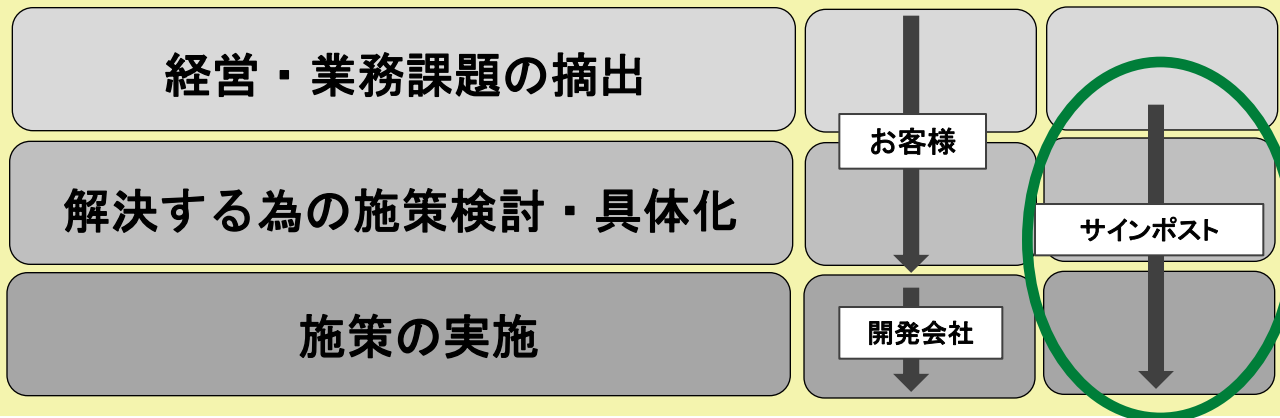 経営・業務課題の摘出
お客様
解決する為の施策検討・具体化
サインポスト
施策の実施
開発会社